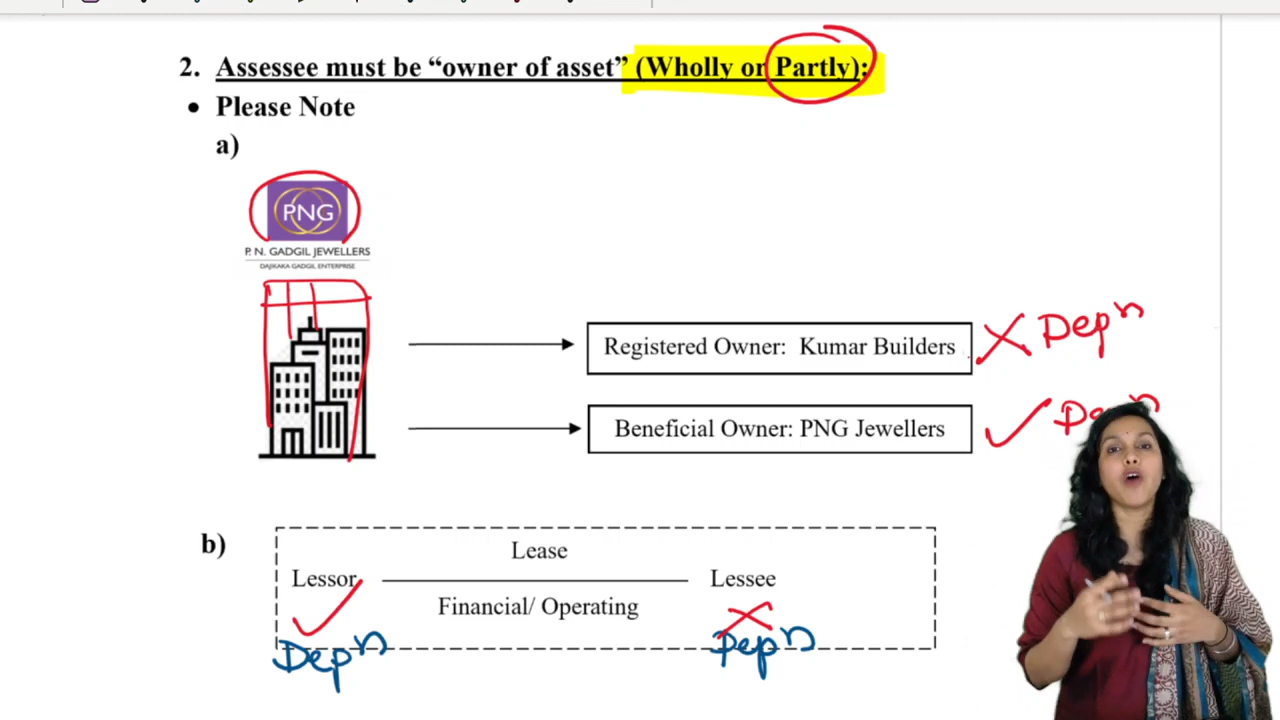 2. Assessee must be “owner of asset” (Wholly or Partly):
• Please Note
a)
PNG
P. N. GADGIL JEWELLERS
DAJIKAKA GADGIL ENTERPRISE
Registered Owner: Kumar Builders
X Depn
Beneficial Owner: PNG Jewellers
b)
Lease
Lessor
Lessee
Financial/ Operating
Depn
Depn